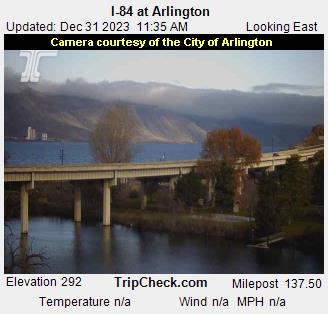 I-84 at Arlington
Updated: Dec 31 2023 11:35 AM Looking East
Camera courtesy of the City of Arlington
Elevation 292 TripCheck.com Milepost 137.50
Temperature n/a Wind n/a MPH n/a